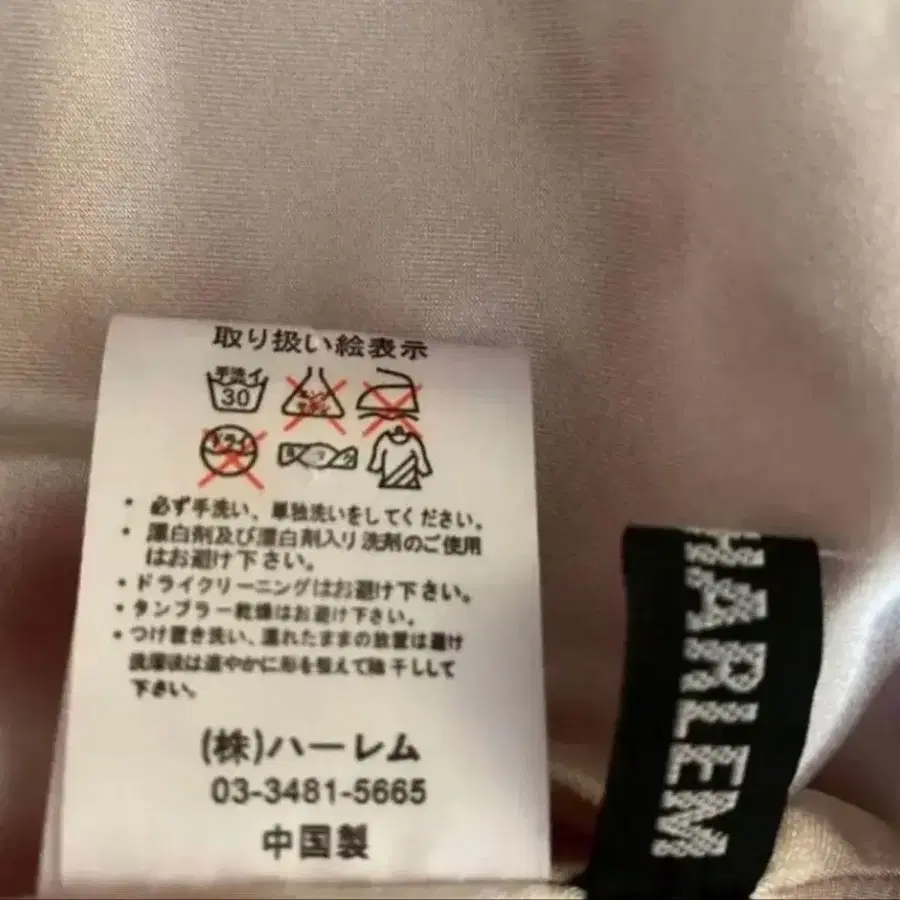 取り扱い絵表示
手洗イ
30
ドライ
・必ず手洗い、単独洗いをしてください。
・漂白剤及び漂白剤入り洗剤のご使用
はお避け下さい。
・ドライクリーニングはお避け下さい。
・タンブラー乾燥はお避け下さい。
・つけ置き洗い、濡れたままの放置は避け
洗濯後は速やかに形を整えて陰干しして
下さい。
(株)ハーレム
03-3481-5665
中国製
HARLEM